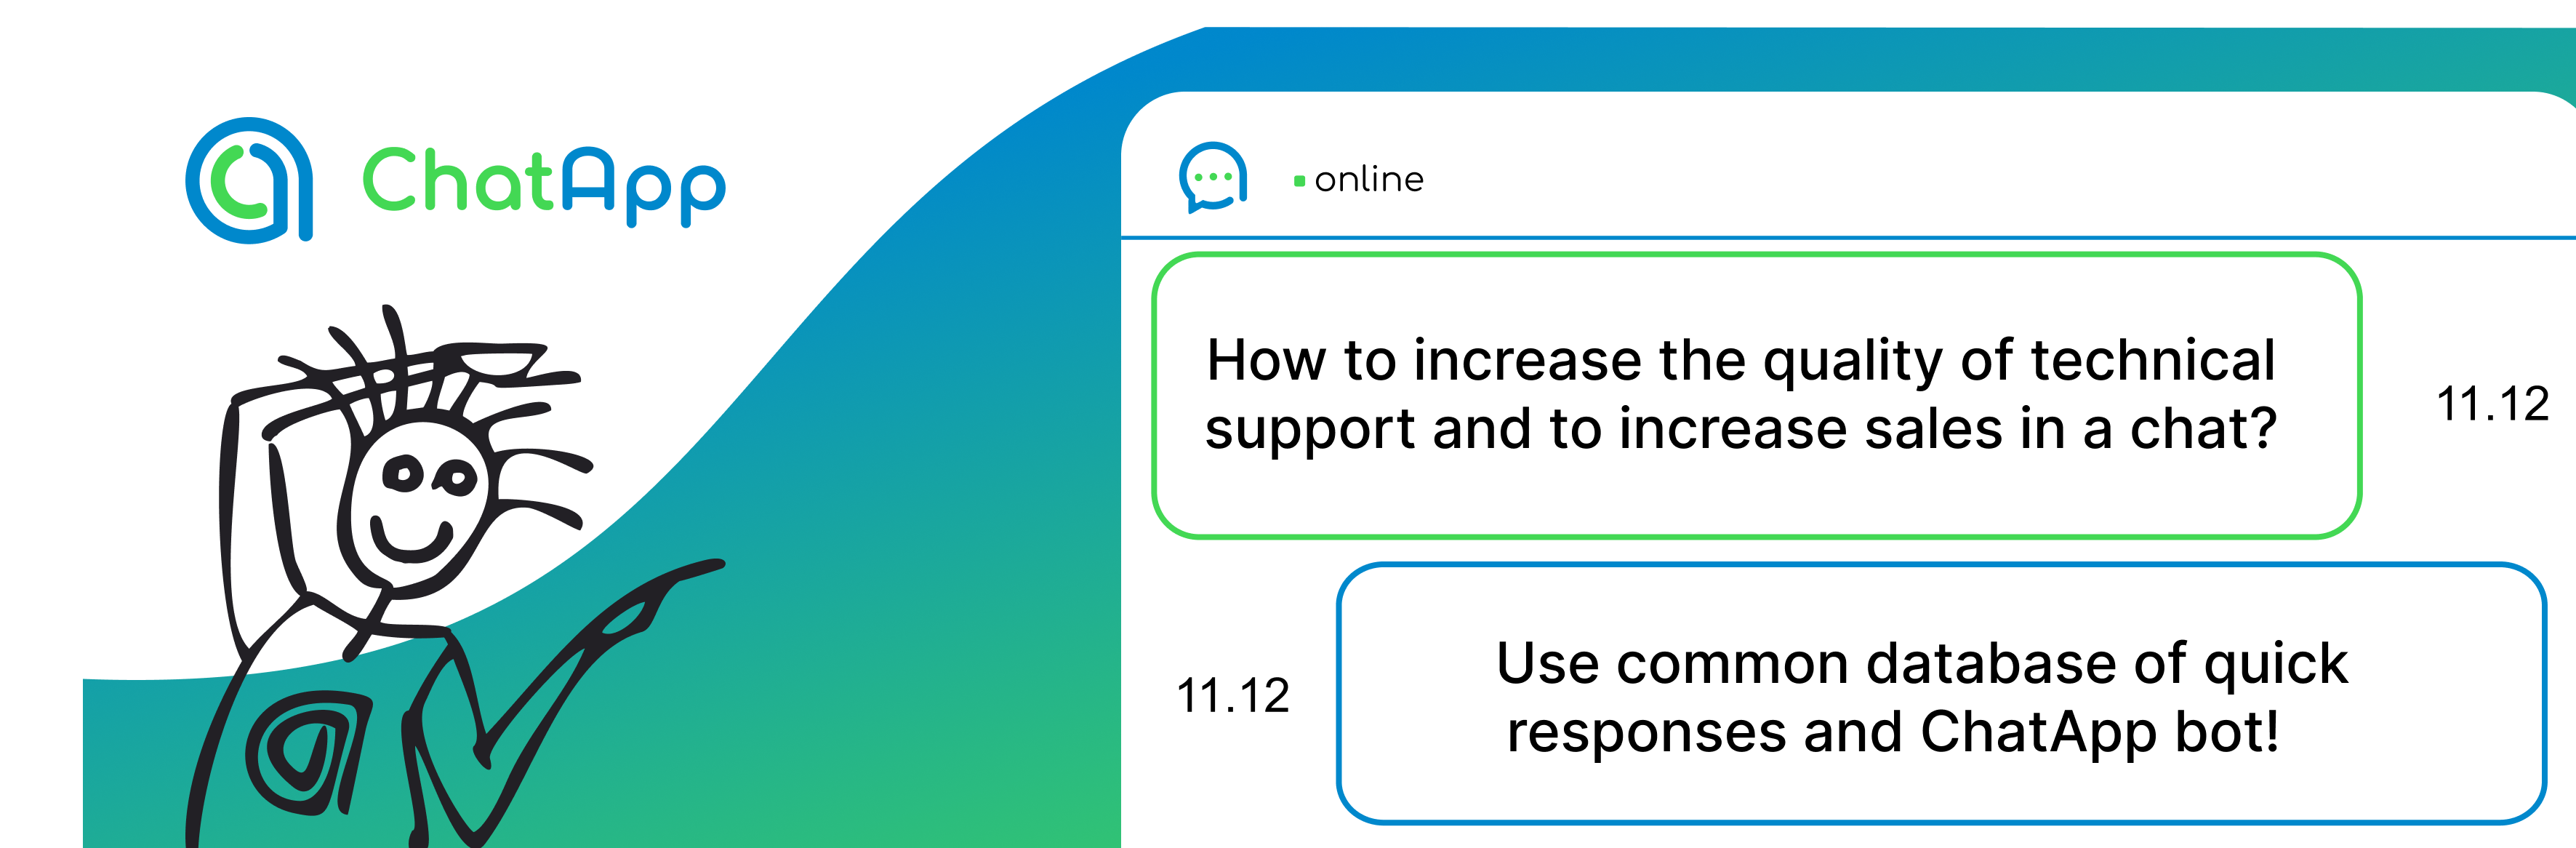 ChatApp
online
How to increase the quality of technical
support and to increase sales in a chat?
11.12
Use common database of quick
responses and ChatApp bot!
11.12